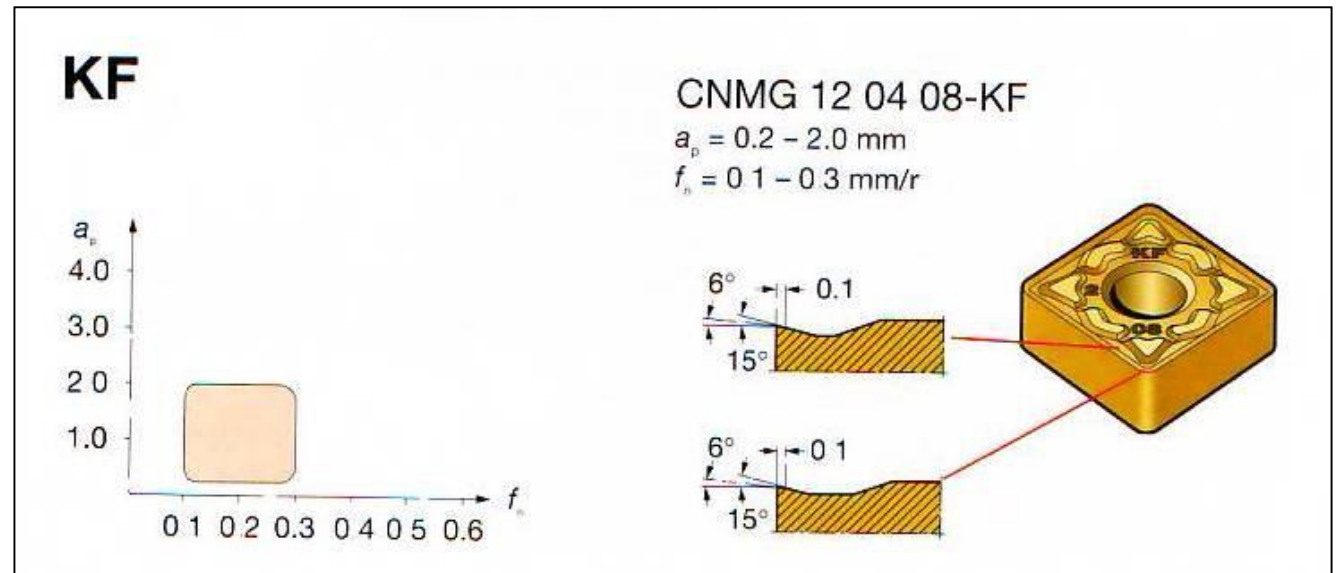 KF
CNMG 12 04 08-KF
aₚ = 0.2 – 2.0 mm
fₙ = 0 1 – 0 3 mm/r
aₚ
4.0
3.0
2 0
1.0
0 1 0.2 0.3 0 4 0 5 0.6 fₙ
6° 0.1
15°
6° 0 1
15°
KF
2
08